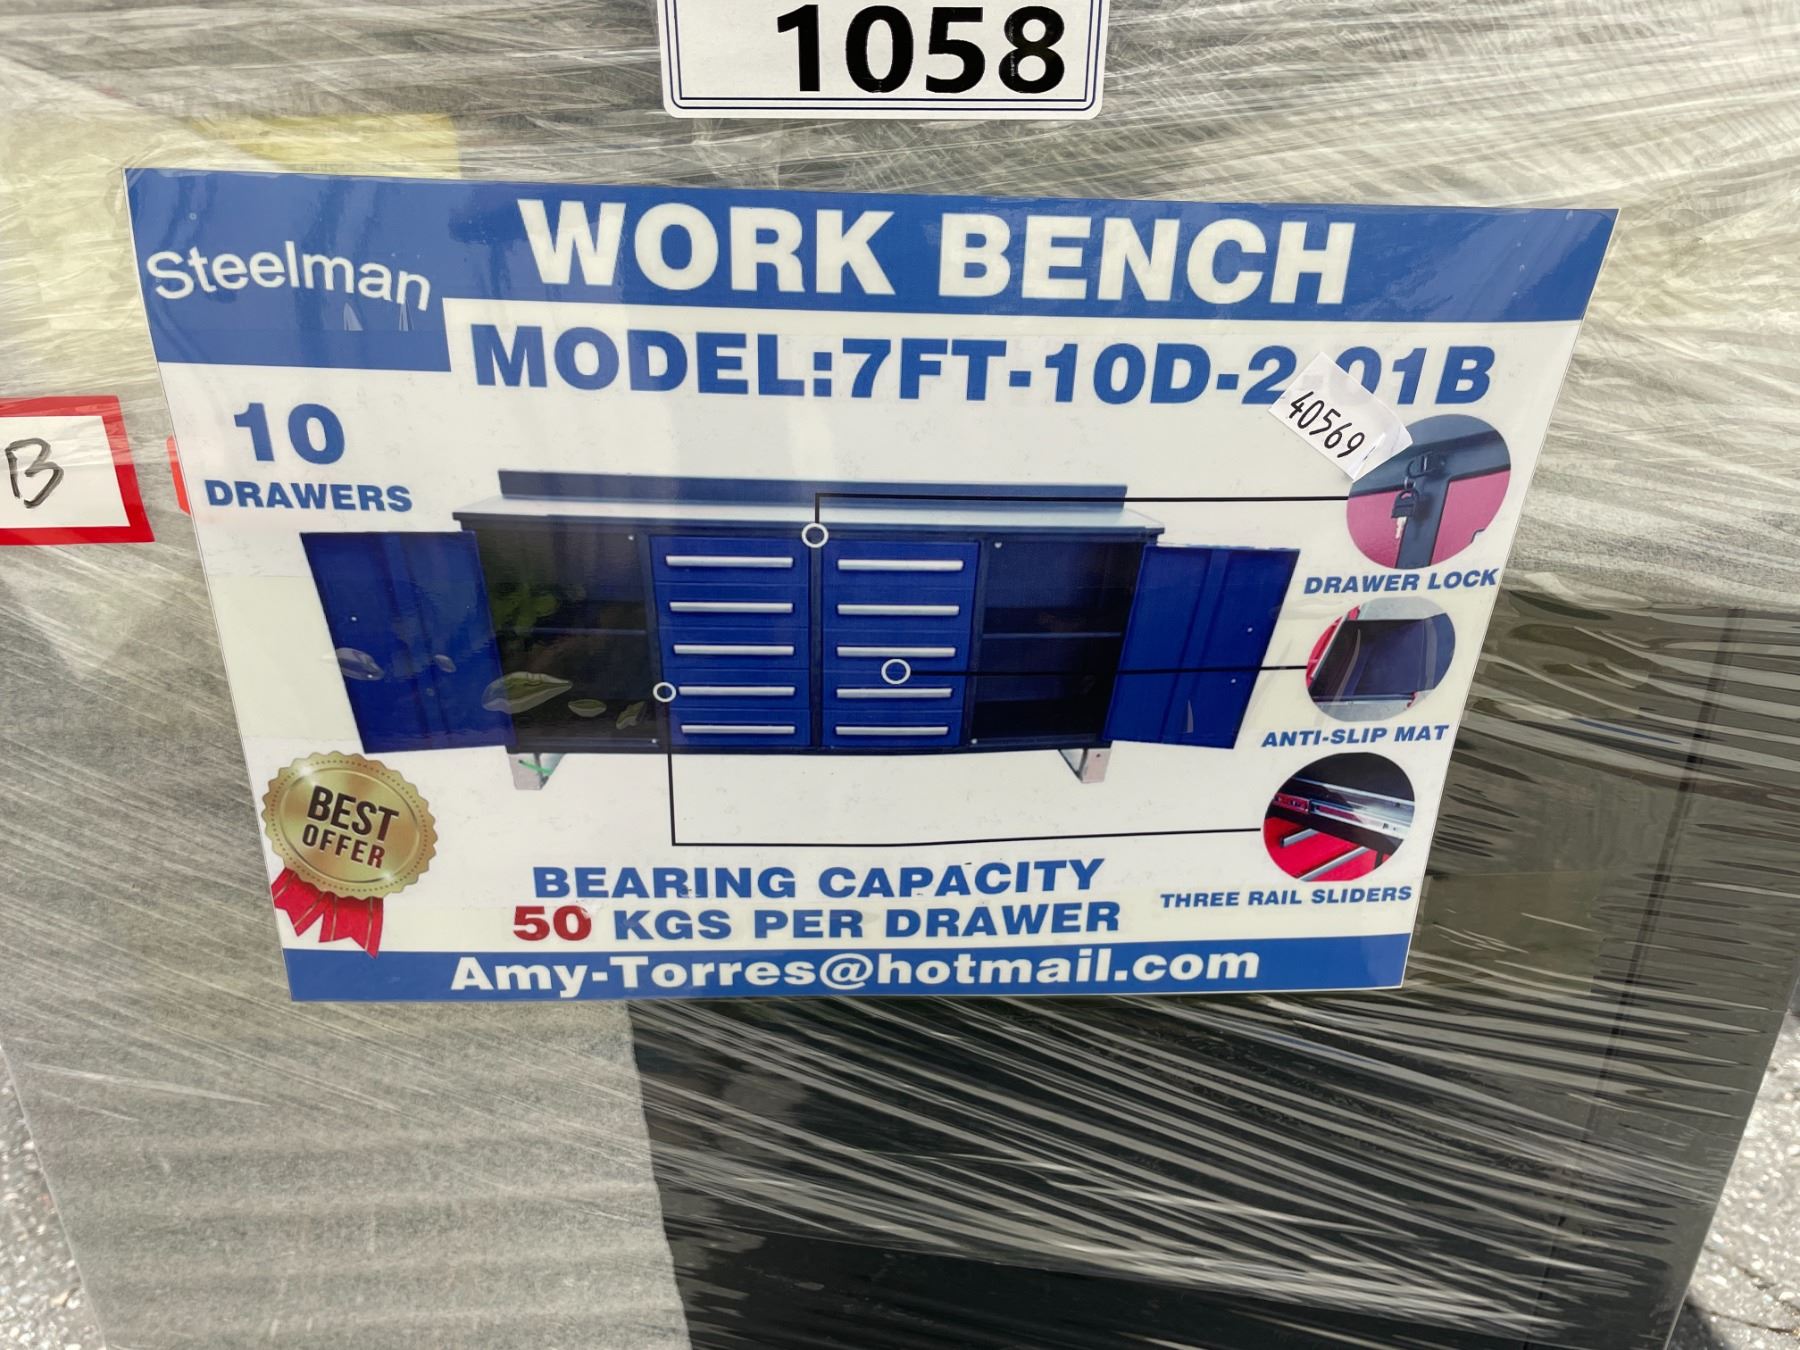 1058
Steelman
WORK BENCH
MODEL:7FT-10D-2 01B
40569
10
DRAWERS
B
DRAWER LOCK
ANTI-SLIP MAT
THREE RAIL SLIDERS
BEST
OFFER
BEARING CAPACITY
50 KGS PER DRAWER
Amy-Torres@hotmail.com